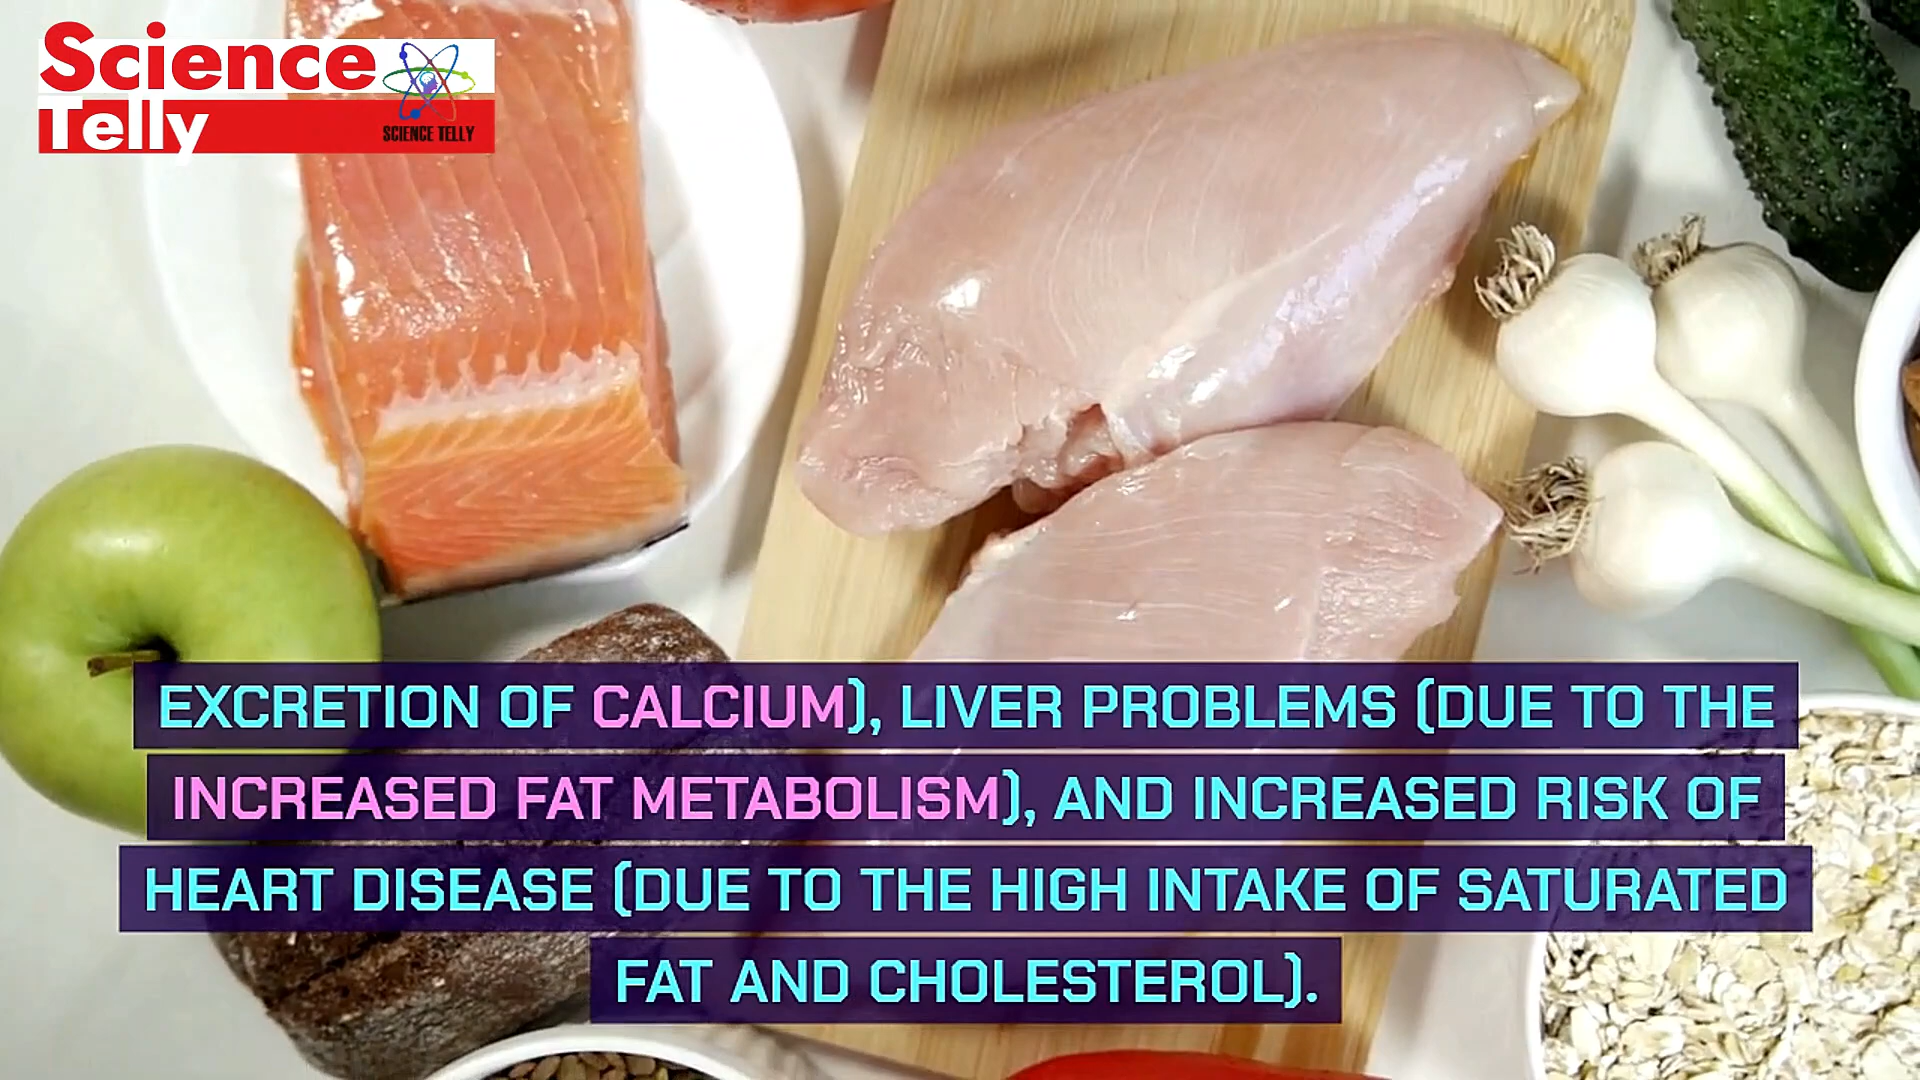 Science
Telly
SCIENCE TELLY
EXCRETION OF CALCIUM), LIVER PROBLEMS (DUE TO THE
INCREASED FAT METABOLISM), AND INCREASED RISK OF
HEART DISEASE (DUE TO THE HIGH INTAKE OF SATURATED
FAT AND CHOLESTEROL).